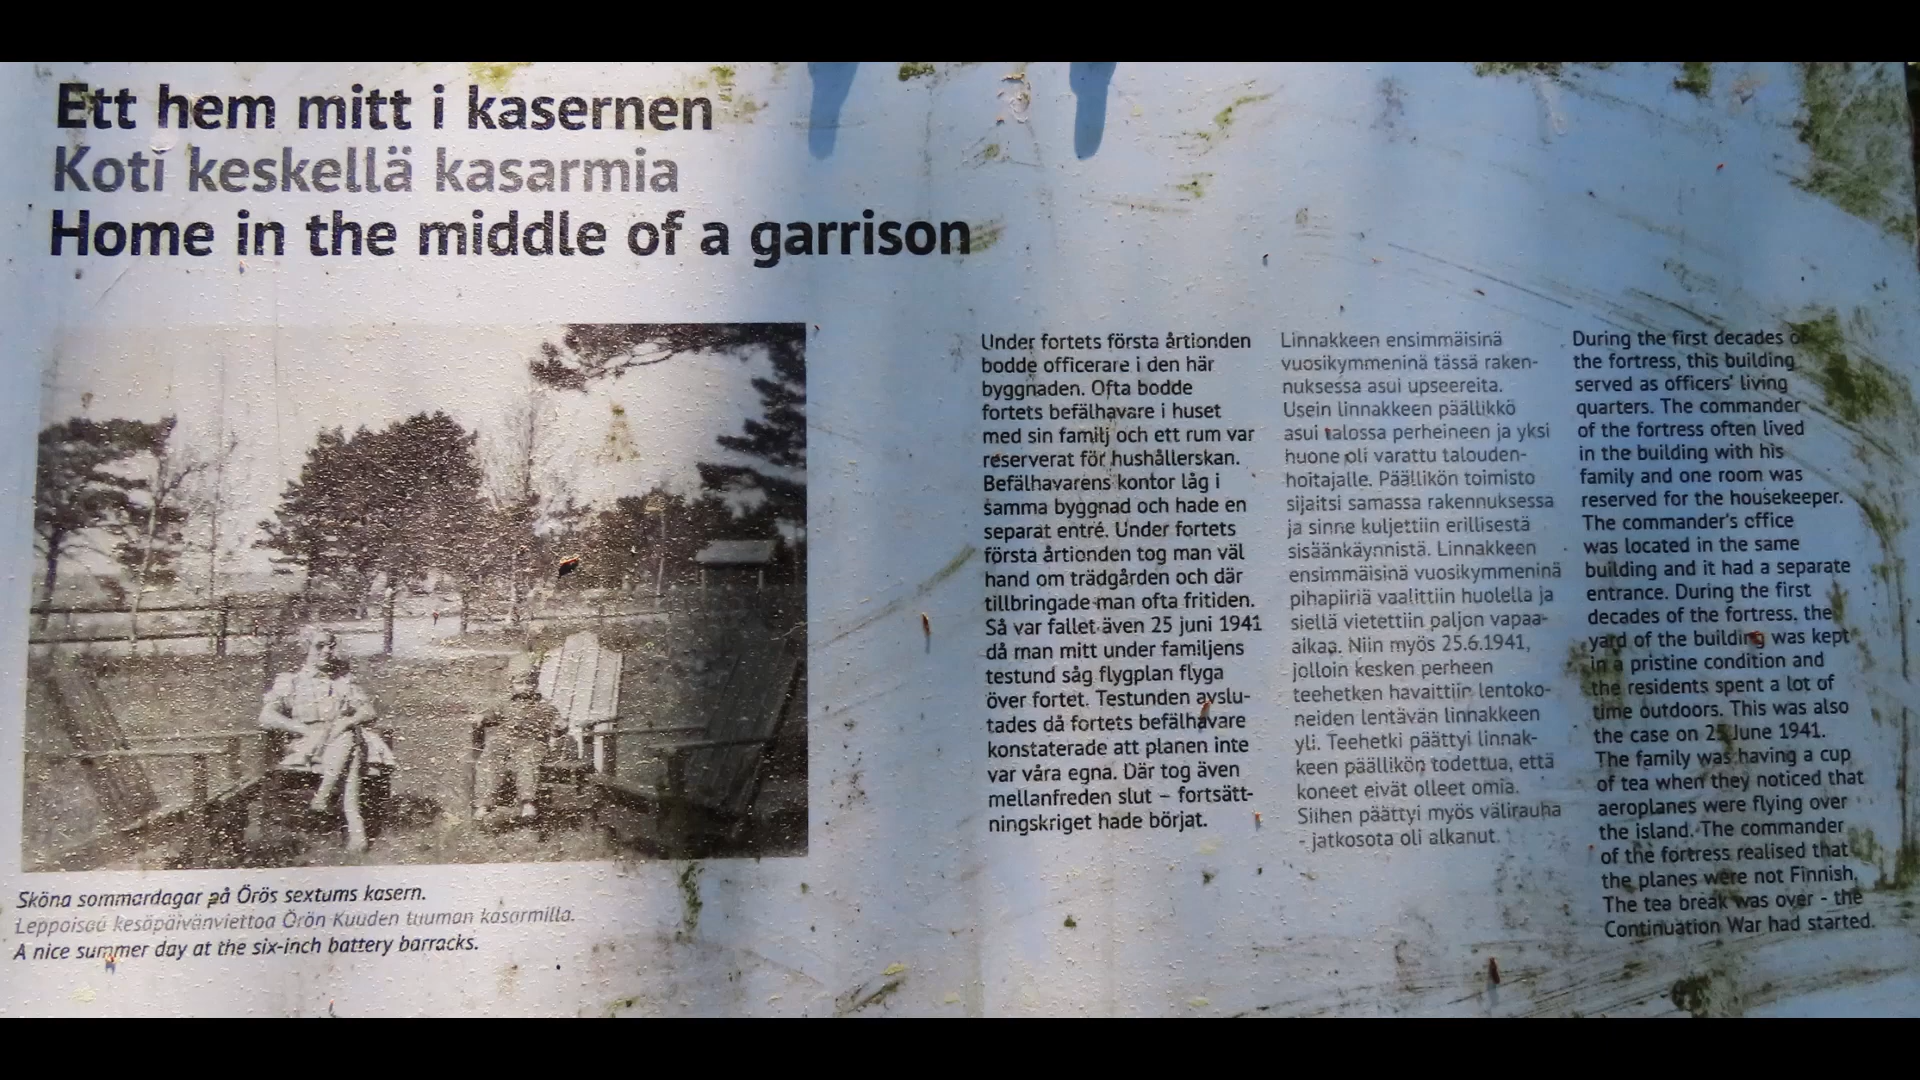 Ett hem mitt i kasernen
Koti keskellä kasarmia
Home in the middle of a garrison
Sköna sommardagar på Örös sextums kasern.
Leppoisaa kesäpäivänviettoa Örön Kuuden tuuman kasarmilla.
A nice summer day at the six-inch battery barracks.
Under fortets första årtionden
bodde officerare i den här
byggnaden. Ofta bodde
fortets befälhavare i huset
med sin familj och ett rum var
reserverat för hushållerskan.
Befälhavarens kontor låg i
samma byggnad och hade en
separat entré. Under fortets
första årtionden tog man väl
hand om trädgården och där
tillbringade man ofta fritiden.
Så var fallet även 25 juni 1941
då man mitt under familjens
testund såg flygplan flyga
över fortet. Testunden avslu-
tades då fortets befälhavare
konstaterade att planen inte
var våra egna. Där tog även
mellanfreden slut – fortsätt-
ningskriget hade börjat.
Linnakkeen ensimmäisinä
vuosikymmeninä tässä raken-
nuksessa asui upseereita.
Usein linnakkeen päällikkö
asui talossa perheineen ja yksi
huone oli varattu talouden-
hoitajalle. Päällikön toimisto
sijaitsi samassa rakennuksessa
ja sinne kuljettiin erillisestä
sisäänkäynnistä. Linnakkeen
ensimmäisinä vuosikymmeninä
pihapiiriä vaalittiin huolella ja
siellä vietettiin paljon vapaa-
aikaa. Niin myös 25.6.1941,
jolloin kesken perheen
teehetken havaittiin lentoko-
neiden lentävän linnakkeen
yli. Teehetki päättyi linnak-
keen päällikön todettua, että
koneet eivät olleet omia.
Siihen päättyi myös välirauha
- jatkosota oli alkanut.
During the first decades of
the fortress, this building
served as officers' living
quarters. The commander
of the fortress often lived
in the building with his
family and one room was
reserved for the housekeeper.
The commander's office
was located in the same
building and it had a separate
entrance. During the first
decades of the fortress, the
yard of the building was kept
in a pristine condition and
the residents spent a lot of
time outdoors. This was also
the case on 25 June 1941.
The family was having a cup
of tea when they noticed that
aeroplanes were flying over
the island. The commander
of the fortress realised that
the planes were not Finnish.
The tea break was over - the
Continuation War had started.